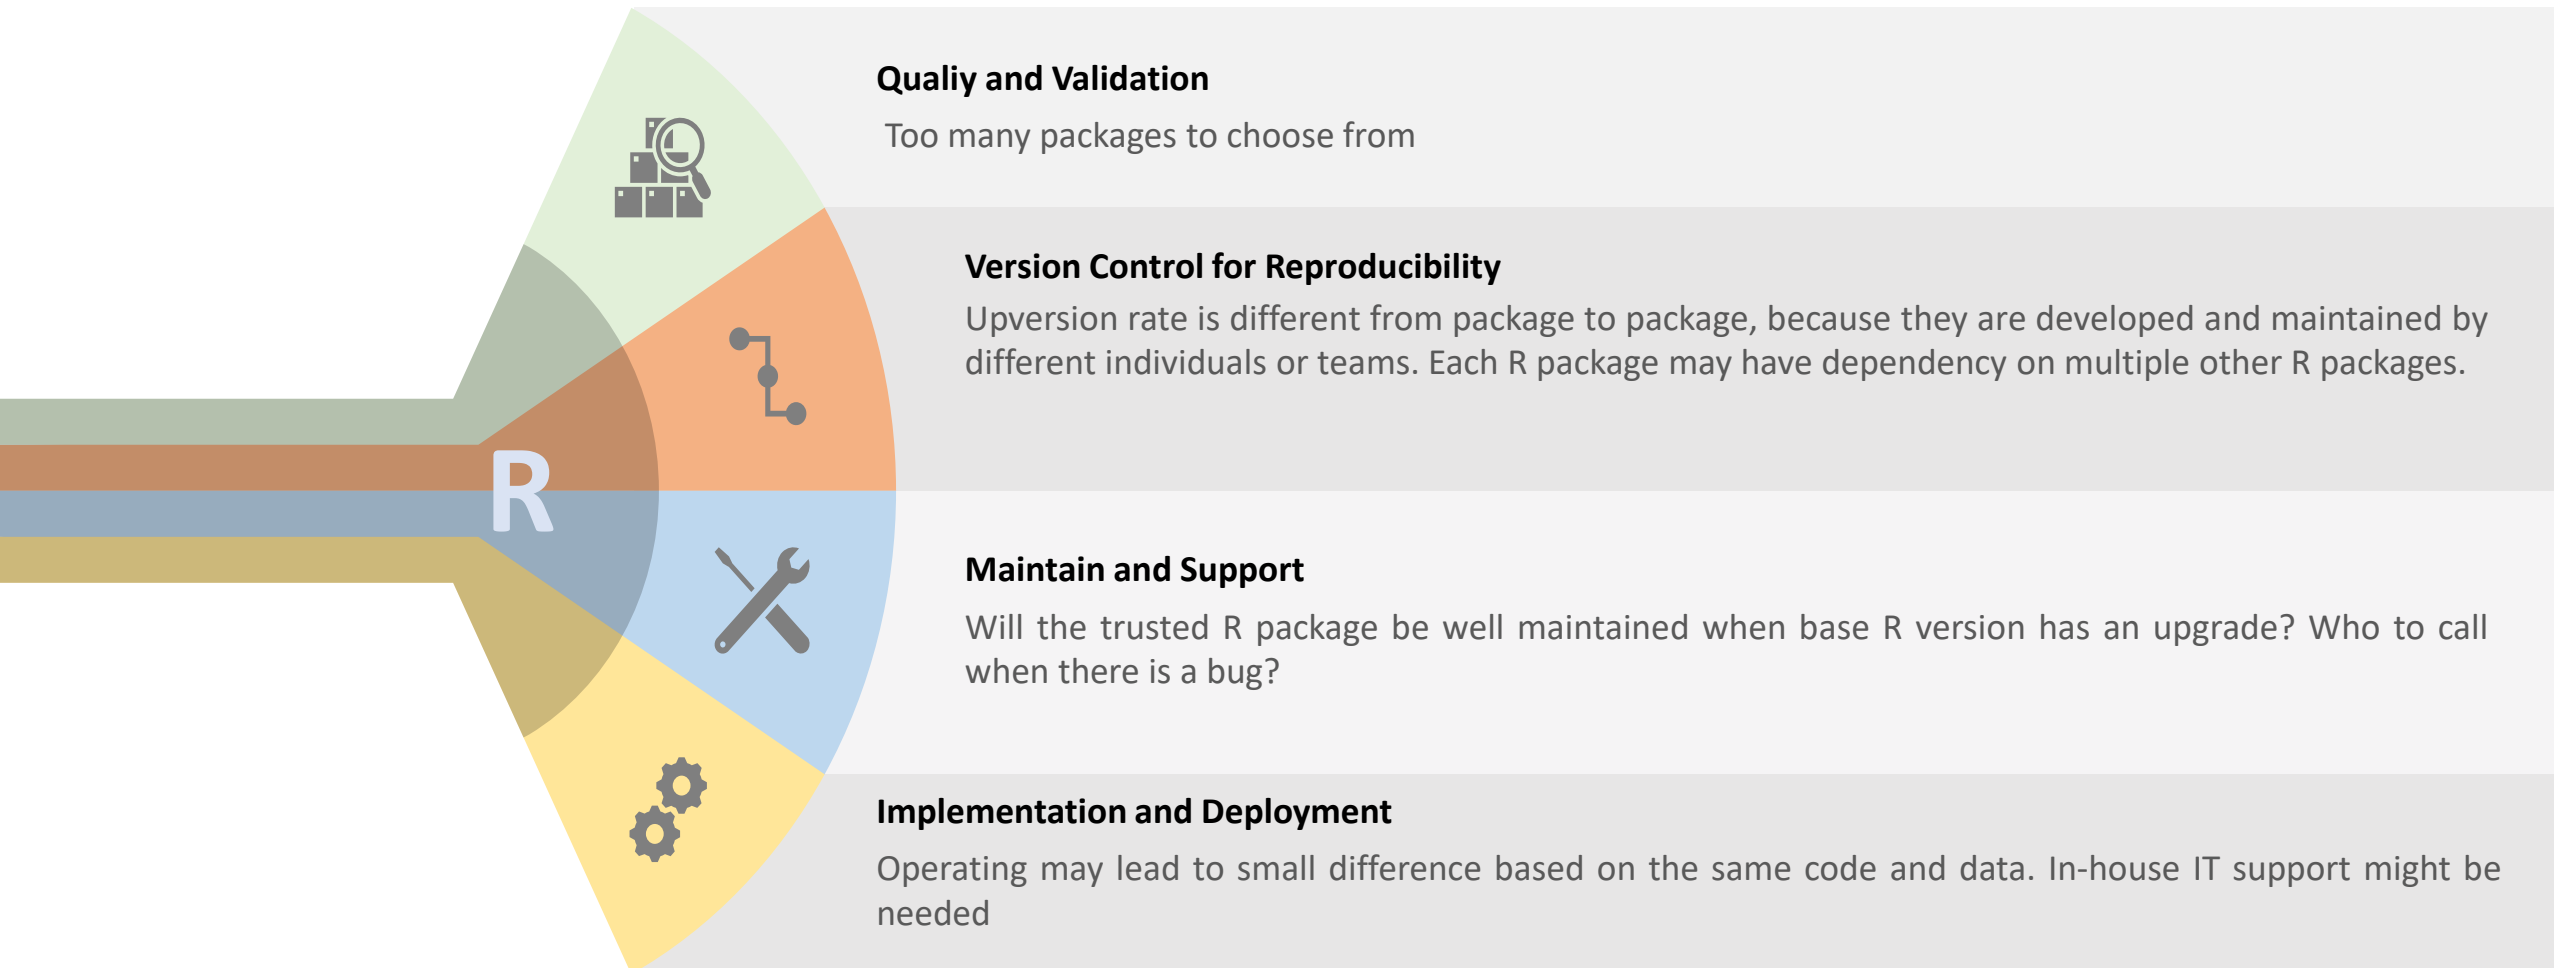 Qualiy and Validation
Too many packages to choose from
Version Control for Reproducibility
Upversion rate is different from package to package, because they are developed and maintained by
different individuals or teams. Each R package may have dependency on multiple other R packages.
R
Maintain and Support
Will the trusted R package be well maintained when base R version has an upgrade? Who to call
when there is a bug?
Implementation and Deployment
Operating may lead to small difference based on the same code and data. In-house IT support might be
needed